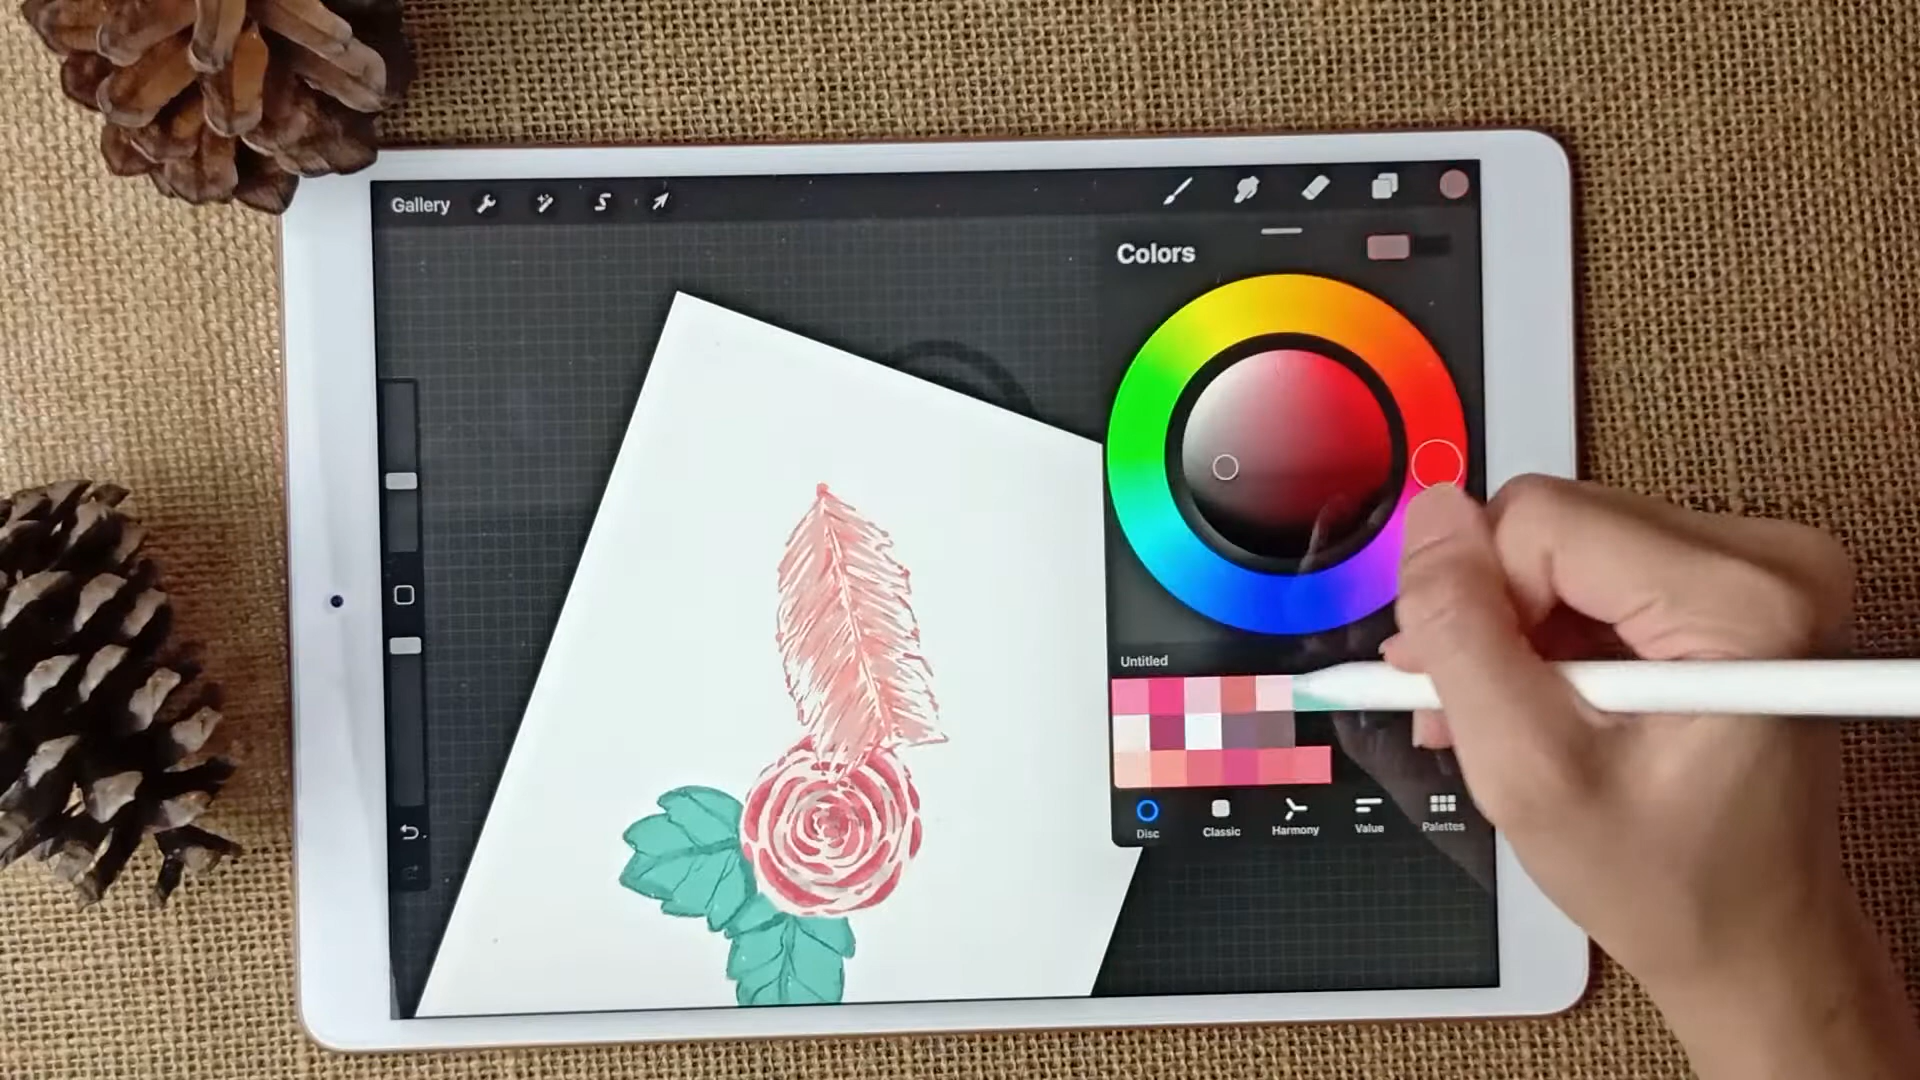 Gallery
Colors
Untitled
Disc
Classic
Harmony
Value
Palettes